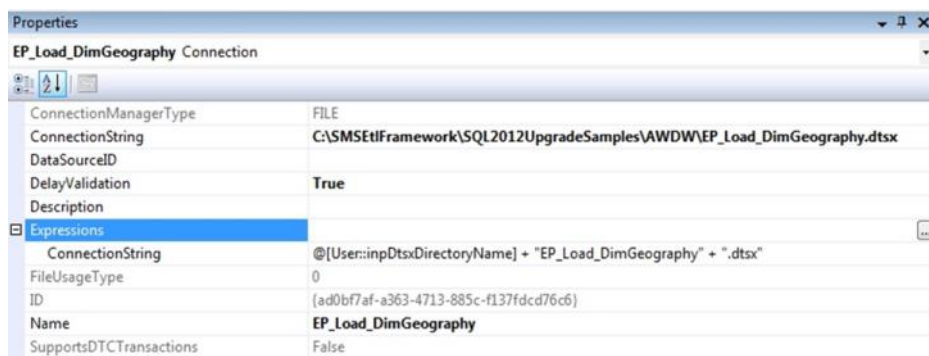 Properties
EP_Load_DimGeography Connection
ConnectionManagerType FILE
ConnectionString C:\SMSEtlFramework\SQL2012UpgradeSamples\AWDW\EP_Load_DimGeography.dtsx
DataSourceID
DelayValidation True
Description
Expressions
ConnectionString @[User::inpDtsxDirectoryName] + "EP_Load_DimGeography" + ".dtsx"
FileUsageType 0
ID {ad0bf7af-a363-4713-885c-f137fdcd76c6}
Name EP_Load_DimGeography
SupportsDTCTransactions False